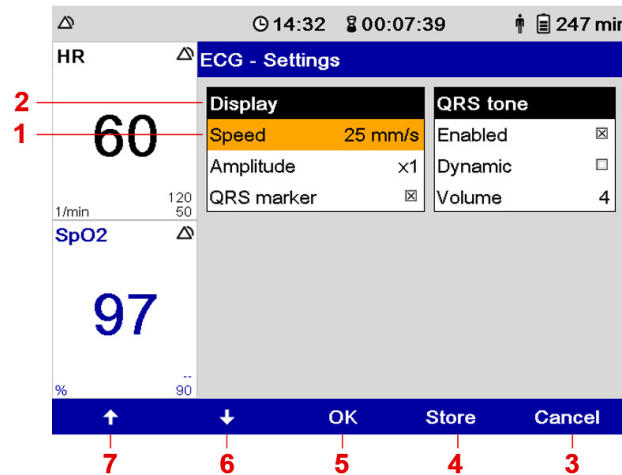 14:32 00:07:39 247 min
HR
60
120
1/min 50
SpO2
97
--
% 90
ECG - Settings
Display
Speed 25 mm/s
Amplitude x1
QRS marker
QRS tone
Enabled
Dynamic
Volume 4
OK Store Cancel
2
1
7 6 5 4 3